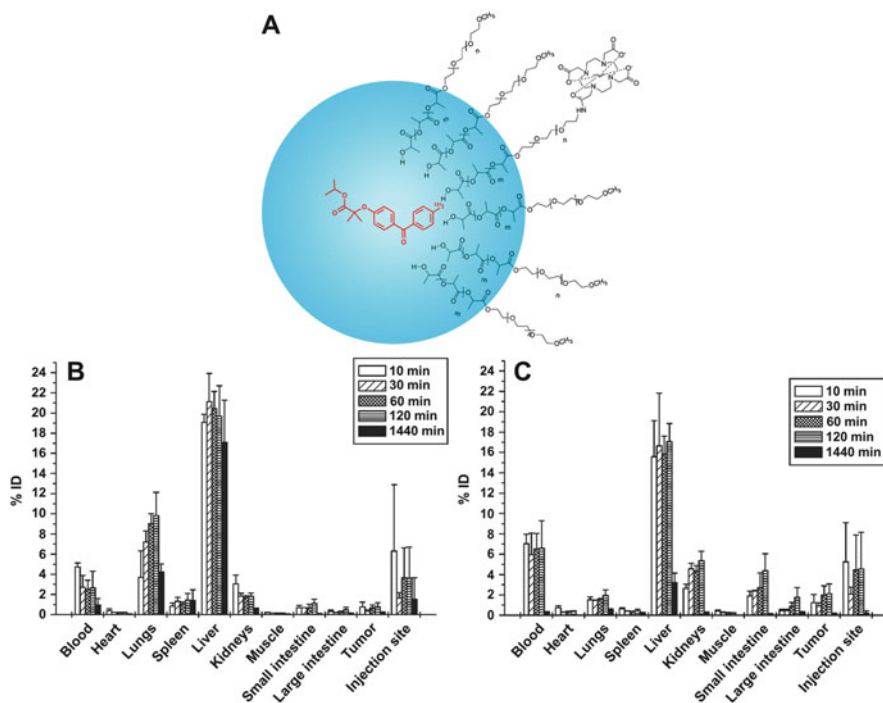 A
B
% ID
24
22
20
18
16
14
12
10
8
6
4
2
0
10 min
30 min
60 min
120 min
1440 min
Blood
Heart
Lungs
Spleen
Liver
Kidneys
Muscle
Small intestine
Large intestine
Tumor
Injection site
C
% ID
24
22
20
18
16
14
12
10
8
6
4
2
0
10 min
30 min
60 min
120 min
1440 min
Blood
Heart
Lungs
Spleen
Liver
Kidneys
Muscle
Small intestine
Large intestine
Tumor
Injection site